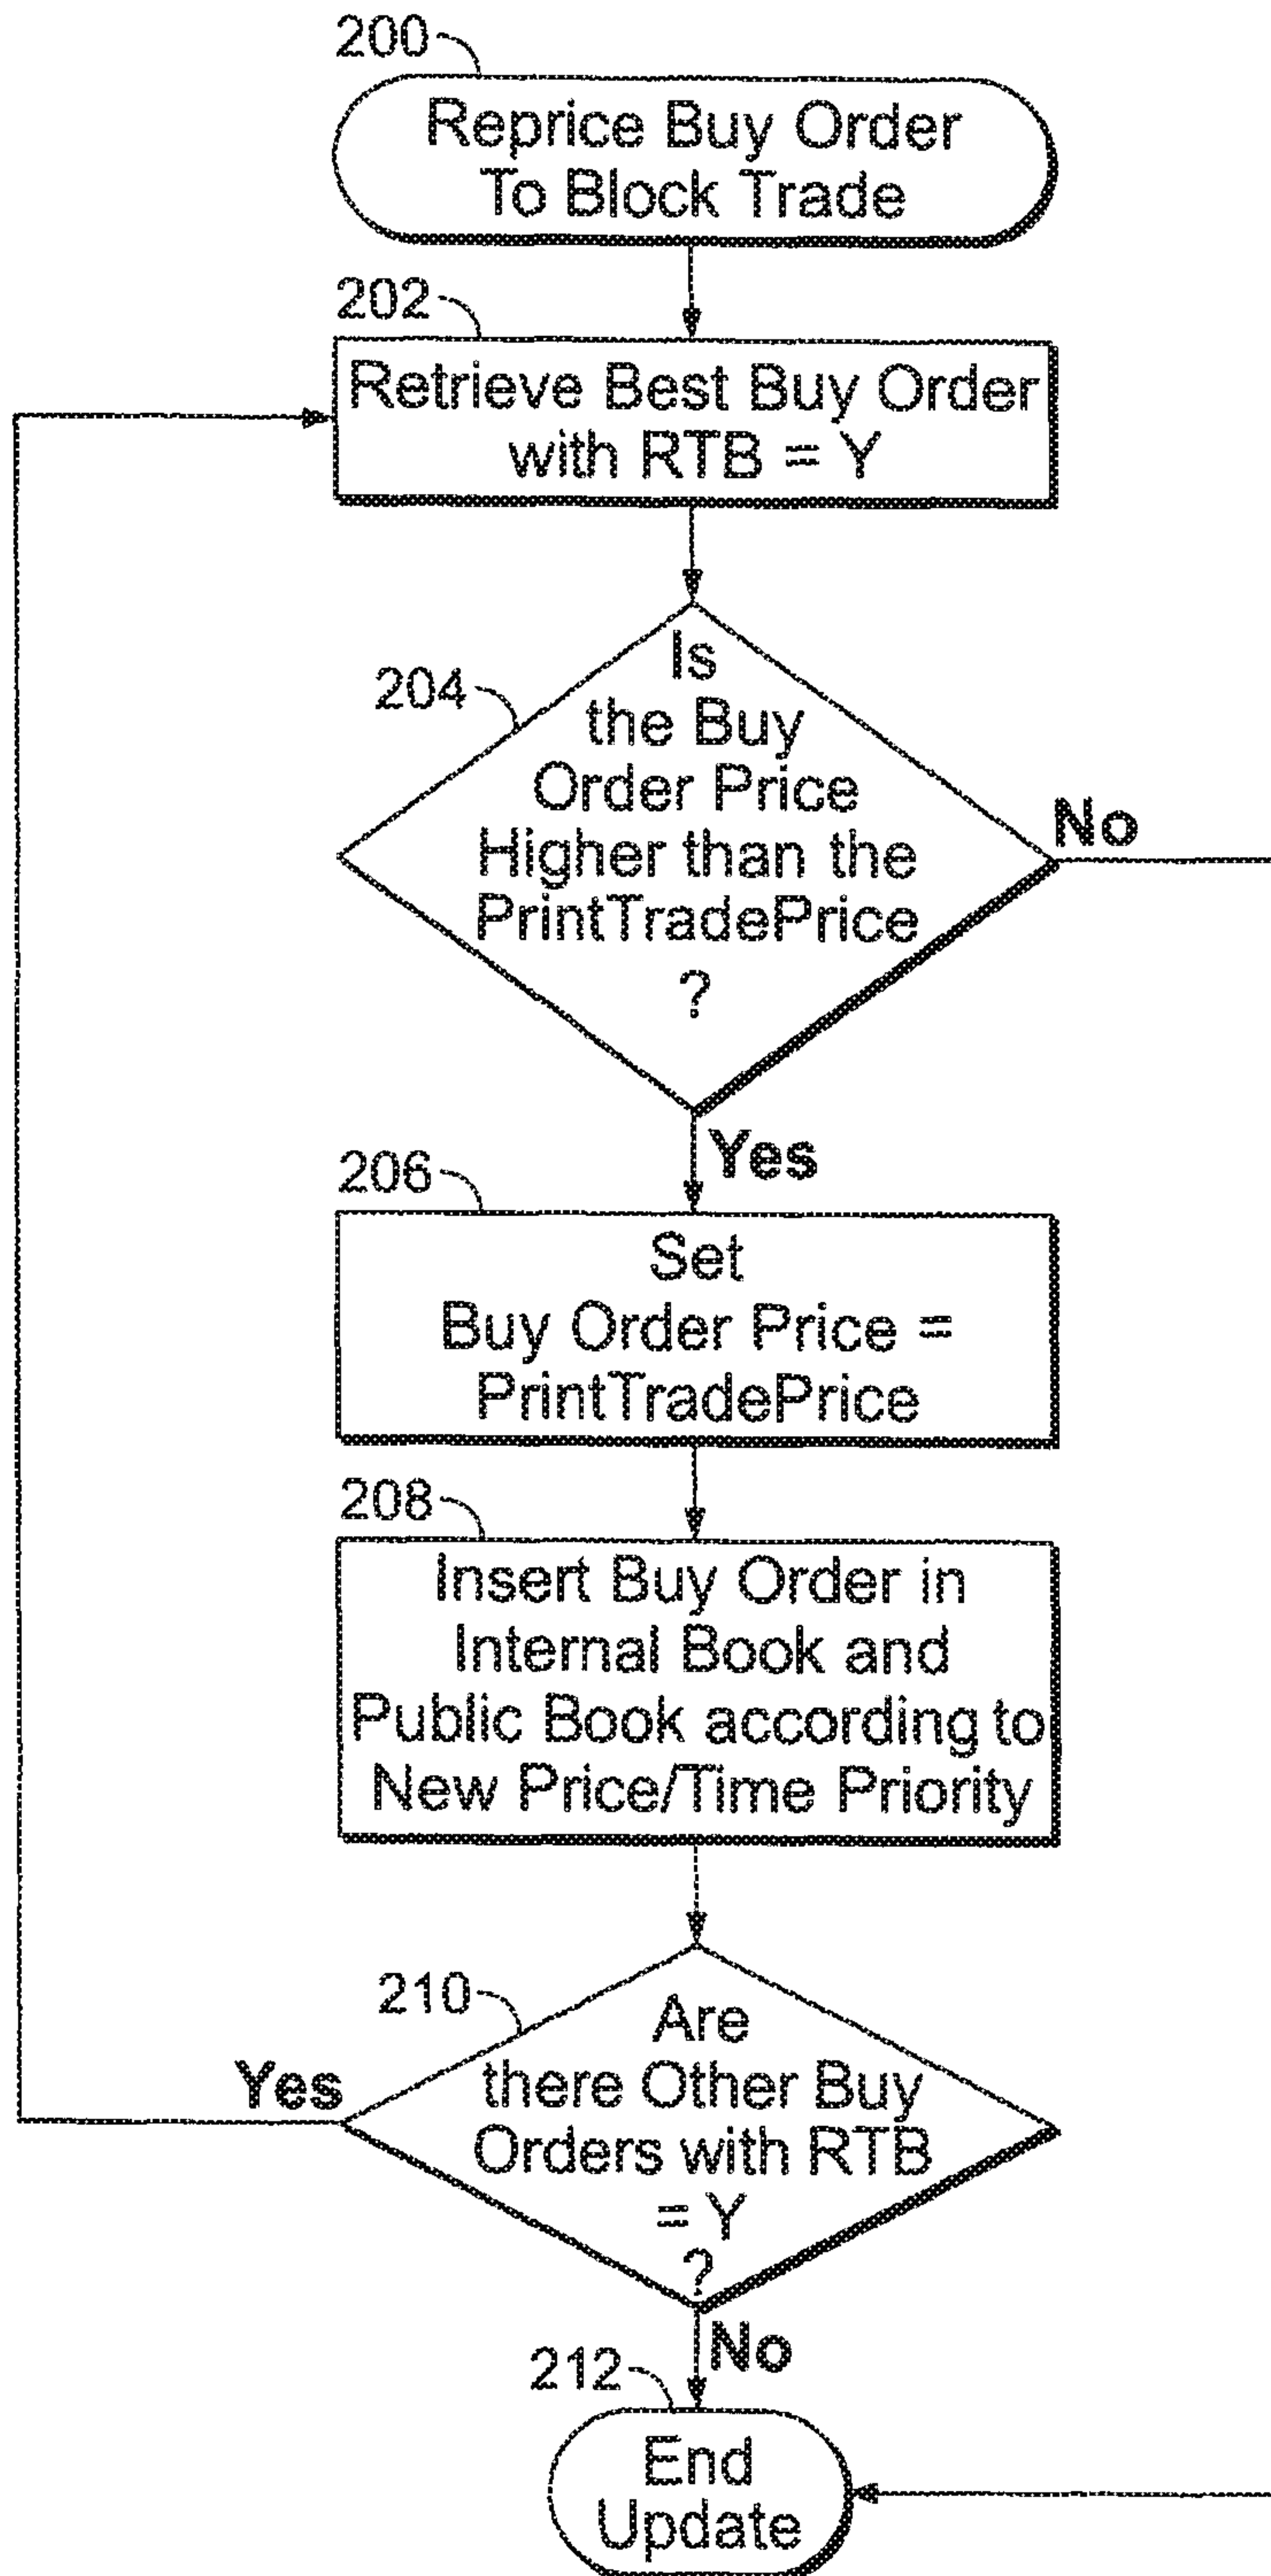 200
Reprice Buy Order
To Block Trade
202
Retrieve Best Buy Order
with RTB = Y
204
Is
the Buy
Order Price
Higher than the
PrintTradePrice
?
No
Yes
206
Set
Buy Order Price =
PrintTradePrice
208
Insert Buy Order in
Internal Book and
Public Book according to
New Price/Time Priority
210
Are
there Other Buy
Orders with RTB
= Y
?
Yes
No
212
End
Update